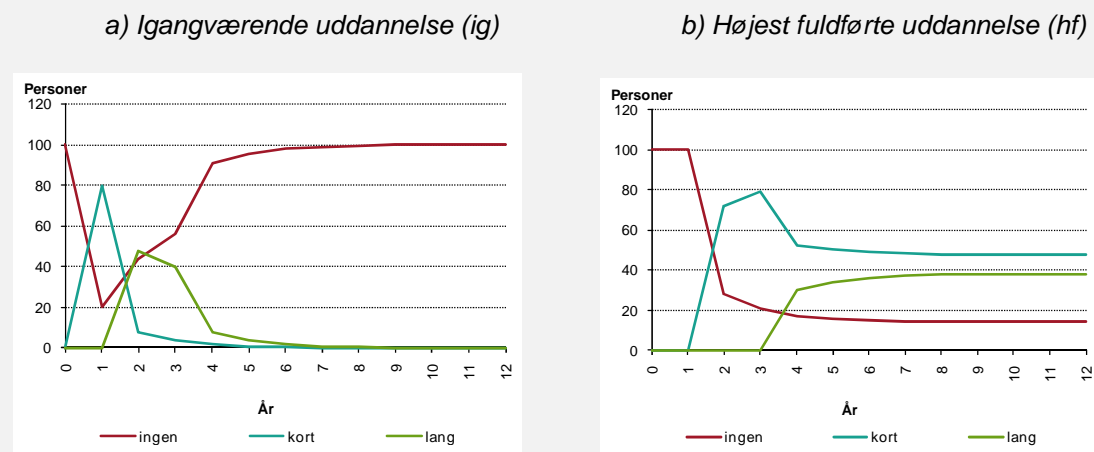 a) Igangværende uddannelse (ig)
Personer
120
100
80
60
40
20
0
0 1 2 3 4 5 6 7 8 9 10 11 12
År
ingen kort lang
b) Højest fuldførte uddannelse (hf)
Personer
120
100
80
60
40
20
0
0 1 2 3 4 5 6 7 8 9 10 11 12
År
ingen kort lang